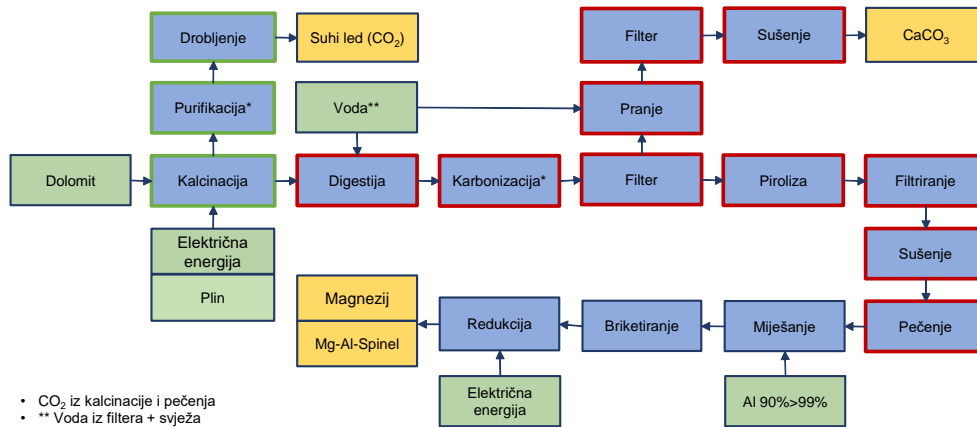 Drobljenje
Suhi led (CO₂)
Filter
Sušenje
CaCO₃
Purifikacija*
Voda**
Pranje
Dolomit
Kalcinacija
Digestija
Karbonizacija*
Filter
Piroliza
Filtriranje
Elėktrična
energija
Plin
Sušenje
Magnezij
Mg-Al-Spinel
Redukcija
Briketiranje
Miješanje
Pečenje
Električna
energija
Al 90%>99%
• CO₂ iz kalcinacije i pečenja
• ** Voda iz filtera + svježa